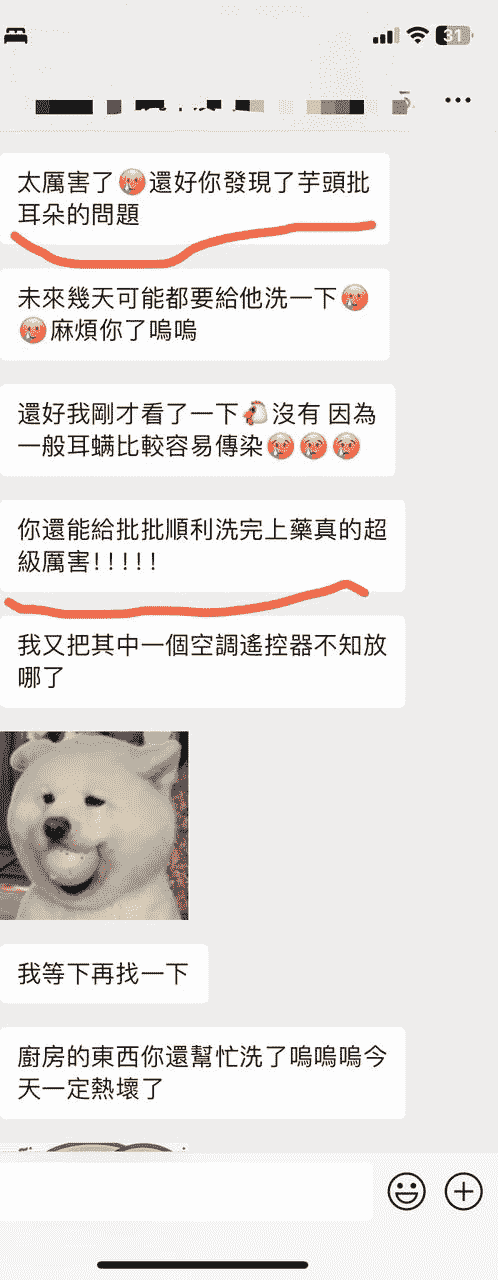 31
太厲害了😢還好你發現了芋頭批
耳朵的問題
未來幾天可能都要給他洗一下😢
😢麻煩你了嗚嗚
還好我剛才看了一下🐔沒有 因為
一般耳螨比較容易傳染😢😢😢
你還能給批批順利洗完上藥真的超
級厲害!!!!!
我又把其中一個空調遙控器不知放
哪了
我等下再找一下
廚房的東西你還幫忙洗了嗚嗚嗚今
天一定熱壞了